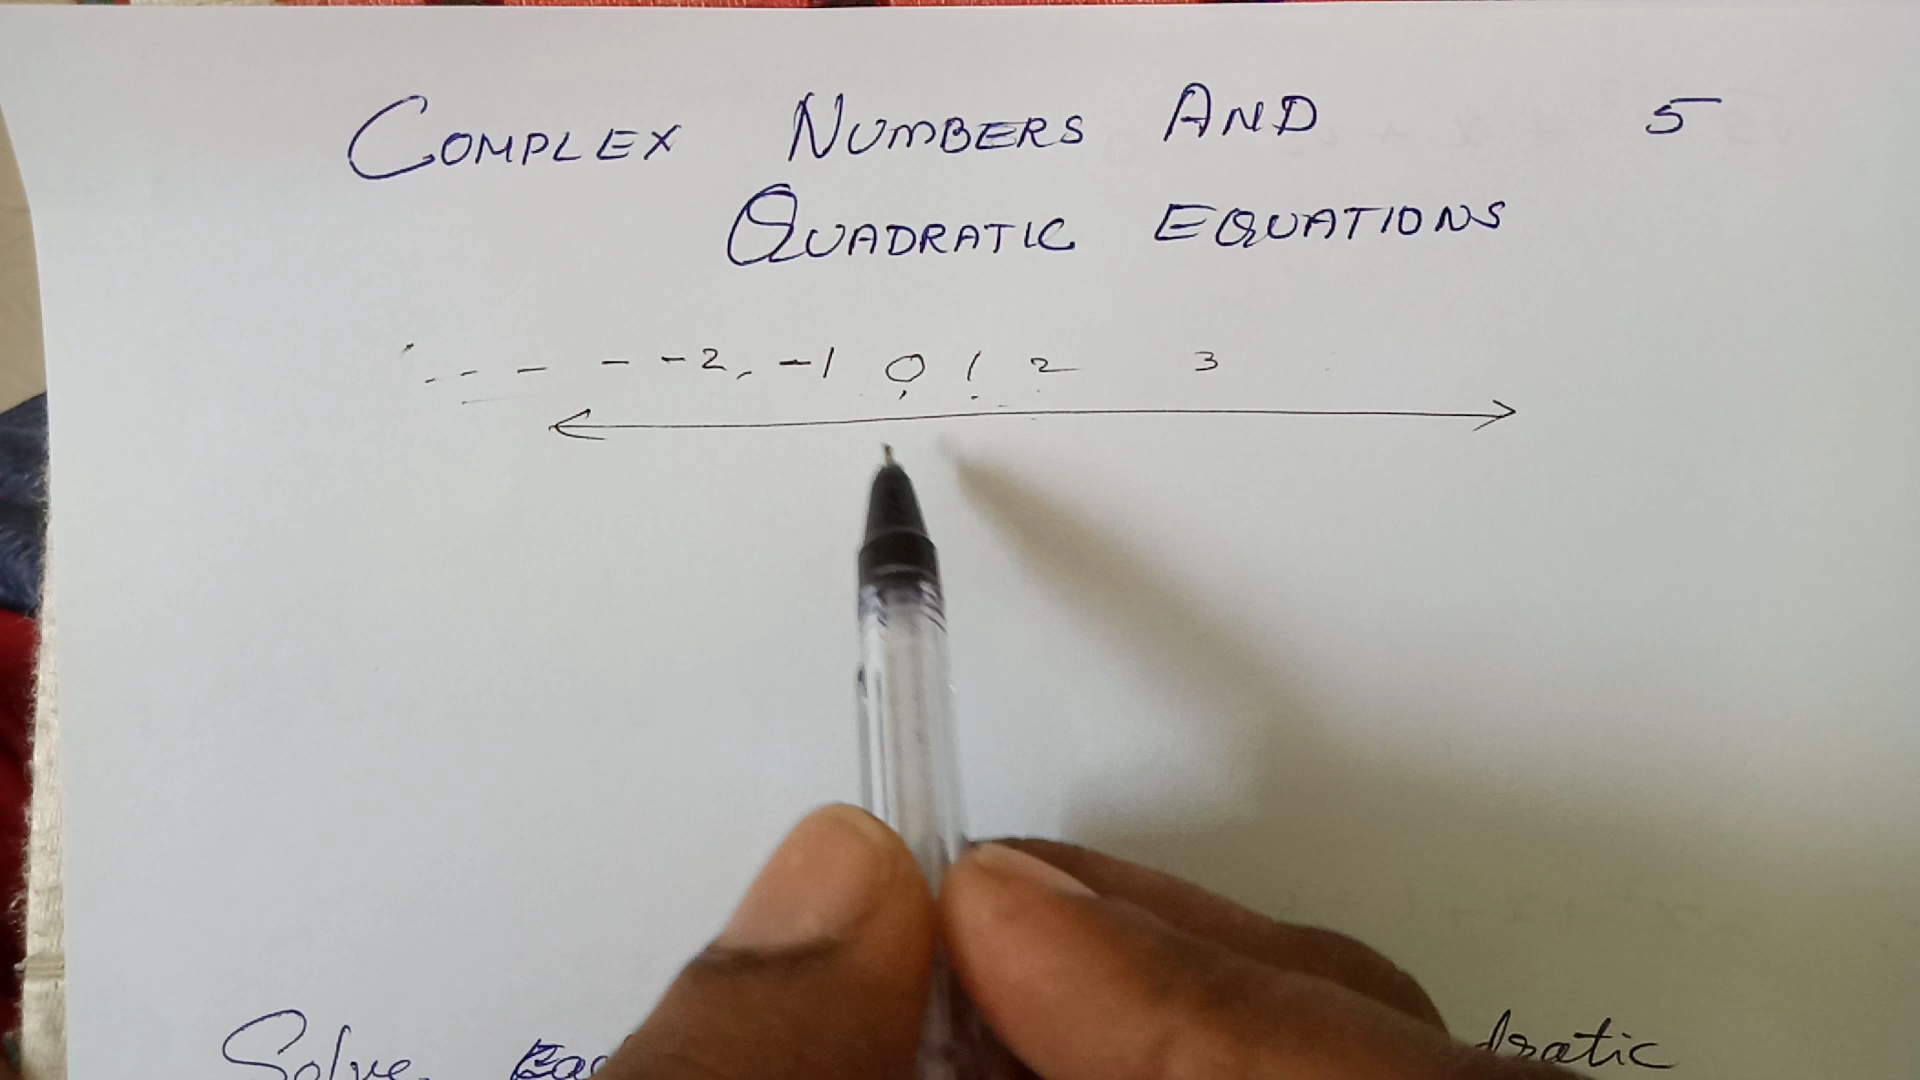 COMPLEX NUMBERS AND 5
QUADRATIC EQUATIONS
- - - - -2, -1 0 1 2 3
Solve